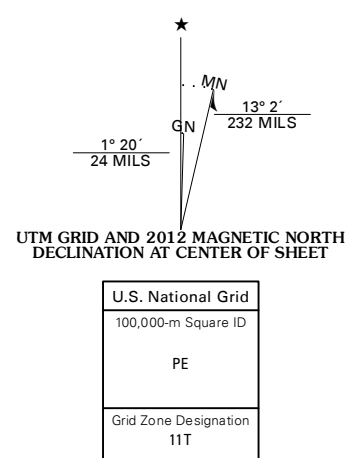 ★
MN
GN
13° 2´
232 MILS
1° 20´
24 MILS
UTM GRID AND 2012 MAGNETIC NORTH
DECLINATION AT CENTER OF SHEET
U.S. National Grid
100,000-m Square ID
PE
Grid Zone Designation
11T